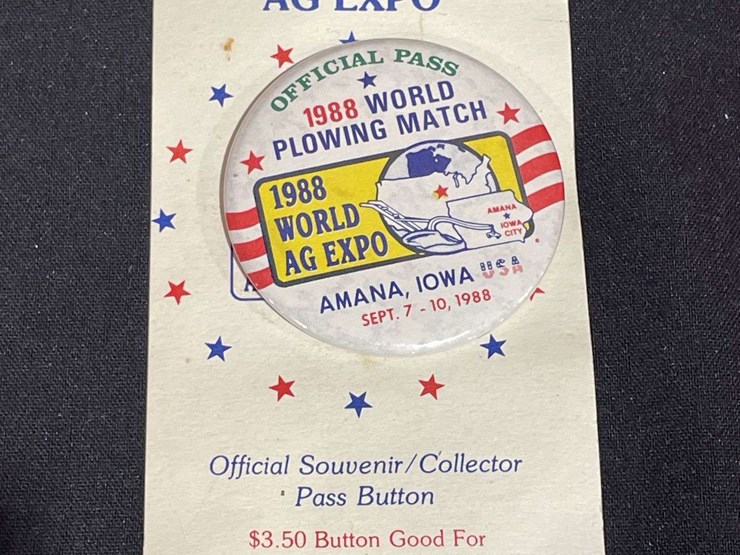 AG EXPO
OFFICIAL PASS
1988 WORLD
PLOWING MATCH
1988
WORLD
AG EXPO
AMANA
IOWA
CITY
AMANA, IOWA USA
SEPT. 7 - 10, 1988
A
Official Souvenir/Collector
Pass Button
$3.50 Button Good For